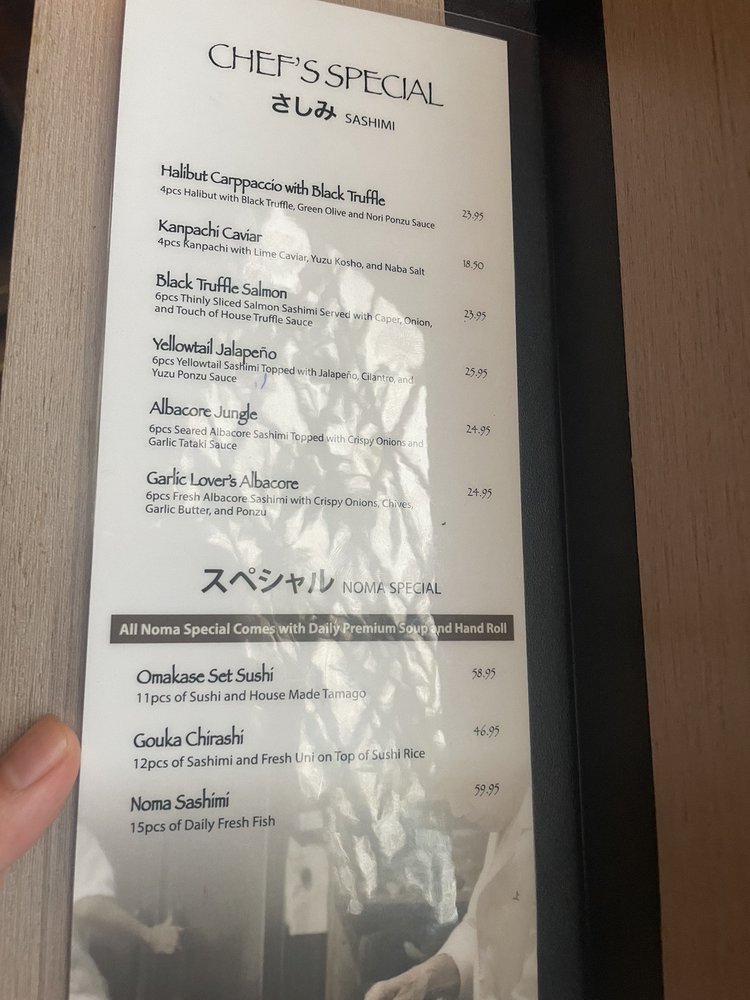 CHEF'S SPECIAL
さしみ SASHIMI
Halibut Carppaccio with Black Truffle
4pcs Halibut with Black Truffle, Green Olive and Nori Ponzu Sauce 23.95
Kanpachi Caviar
4pcs Kanpachi with Lime Caviar, Yuzu Kosho, and Naba Salt 18.50
Black Truffle Salmon
6pcs Thinly Sliced Salmon Sashimi Served with Caper, Onion, 23.95
and Touch of House Truffle Sauce
Yellowtail Jalapeño
6pcs Yellowtail Sashimi Topped with Jalapeño, Cilantro, and 25.95
Yuzu Ponzu Sauce
Albacore Jungle
6pcs Seared Albacore Sashimi Topped with Crispy Onions and 24.95
Garlic Tataki Sauce
Garlic Lover's Albacore 24.95
6pcs Fresh Albacore Sashimi with Crispy Onions, Chives,
Garlic Butter, and Ponzu
スペシャル NOMA SPECIAL
All Noma Special Comes with Daily Premium Soup and Hand Roll
Omakase Set Sushi 58.95
11pcs of Sushi and House Made Tamago
Gouka Chirashi 46.95
12pcs of Sashimi and Fresh Uni on Top of Sushi Rice
Noma Sashimi 59.95
15pcs of Daily Fresh Fish